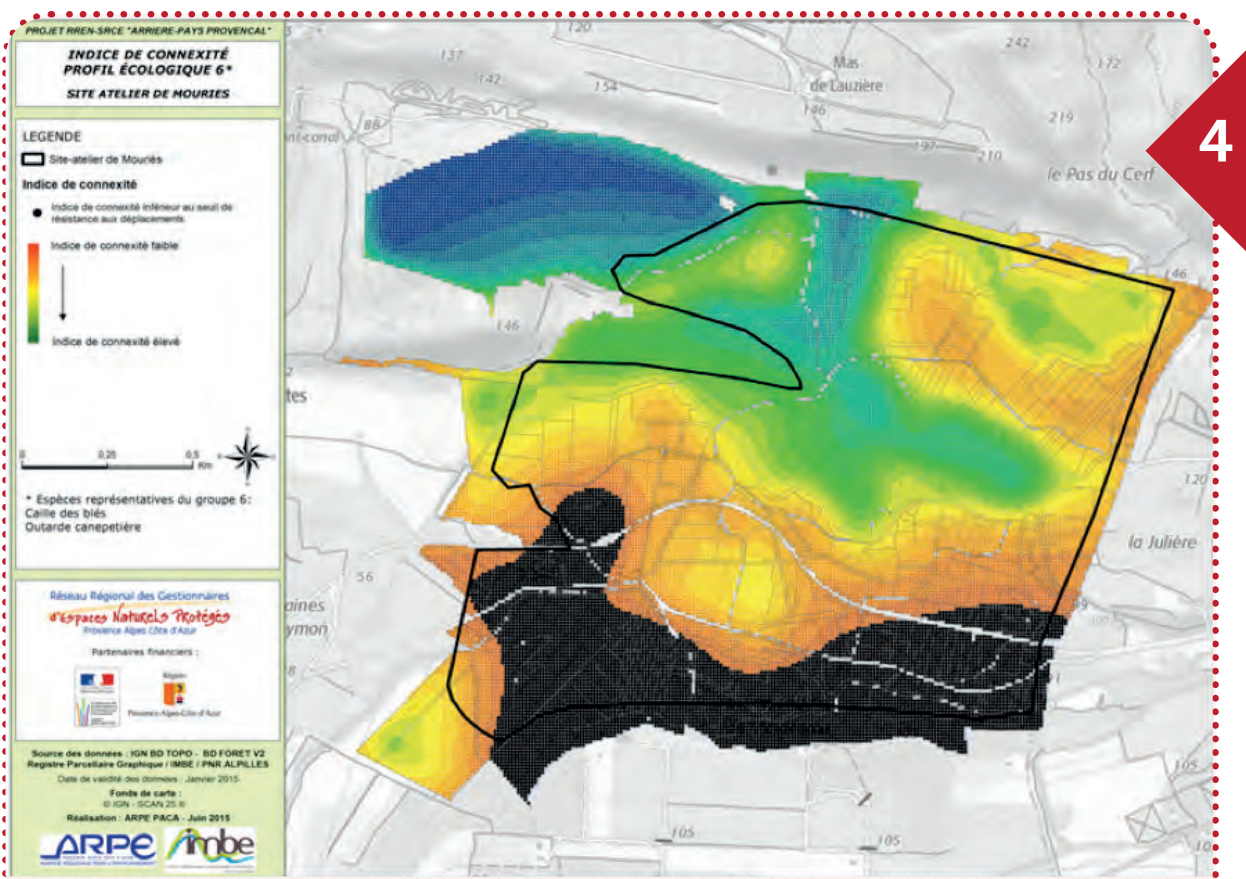 PROJET RREN-SRCE "ARRIERE-PAYS PROVENCAL"
INDICE DE CONNEXITÉ
PROFIL ÉCOLOGIQUE 6*
SITE ATELIER DE MOURIES
LEGENDE
Site-atelier de Mouriès
Indice de connexité
Indice de connexité inférieur au seuil de
résistance aux déplacements
Indice de connexité faible
Indice de connexité élevé
0 0,25 0,5
Km
* Espèces représentatives du groupe 6:
Caille des blés
Outarde canepetière
Réseau Régional des Gestionnaires
d'Espaces Naturels Protégés
Provence Alpes Côte d'Azur
Partenaires financiers :
Région
Provence-Alpes-Côte d'Azur
Source des données : IGN BD TOPO - BD FORET V2
Registre Parcellaire Graphique / IMBE / PNR ALPILLES
Date de validité des données : Janvier 2015
Fonds de carte :
© IGN - SCAN 25 ®
Réalisation : ARPE PACA - Juin 2015
ARPE
imbe
4
120
137
142
154
88
nt-canal
Mas
de Lauzière
146
197
210
242
172
219
le Pas du Cerf
146
146
tes
120
la Julière
56
aines
ymon
8
105
105
105
10